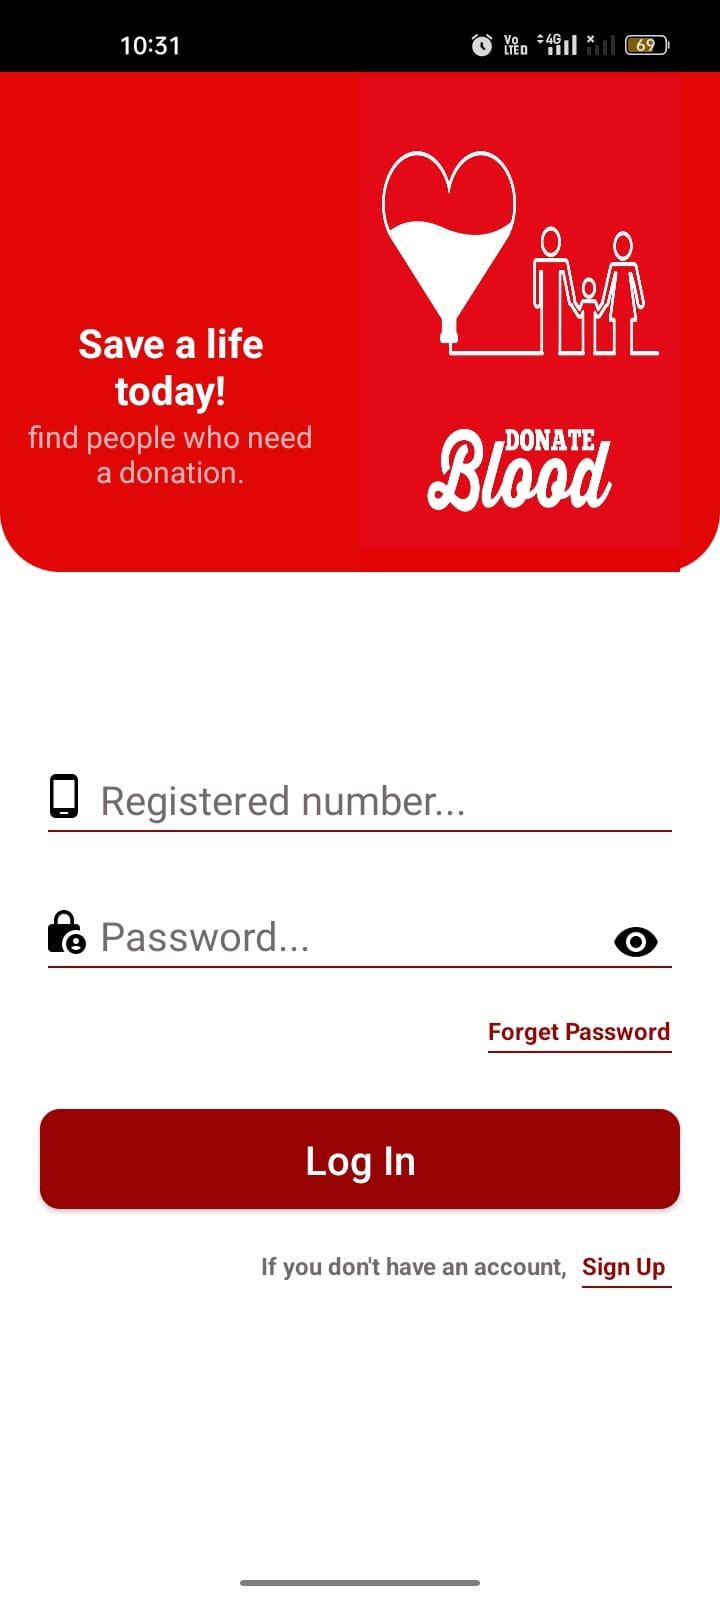 10:31
Vo LTED 4G 69
Save a life
today!
find people who need
a donation.
DONATE
Blood
Registered number...
Password...
Forget Password
Log In
If you don't have an account, Sign Up